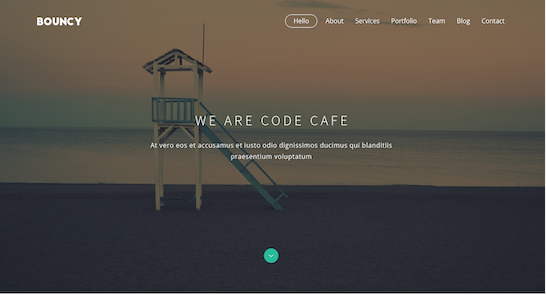 BOUNCY
Hello About Services Portfolio Team Blog Contact
WE ARE CODE CAFE
At vero eos et accusamus et iusto odio dignissimos ducimus qui blanditiis
praesentium voluptatum